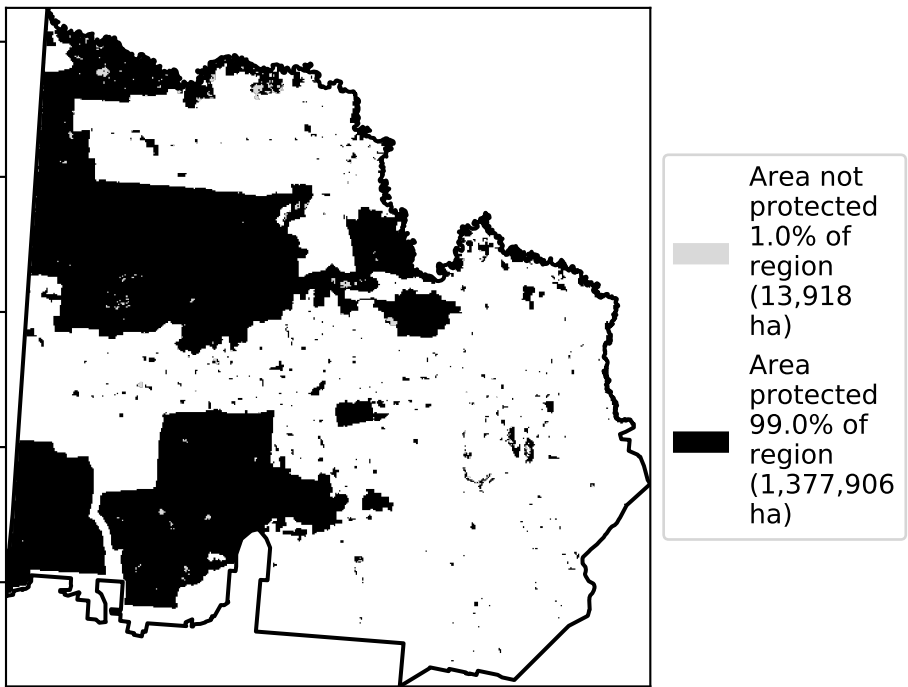 Area not
protected
1.0% of
region
(13,918
ha)
Area
protected
99.0% of
region
(1,377,906
ha)